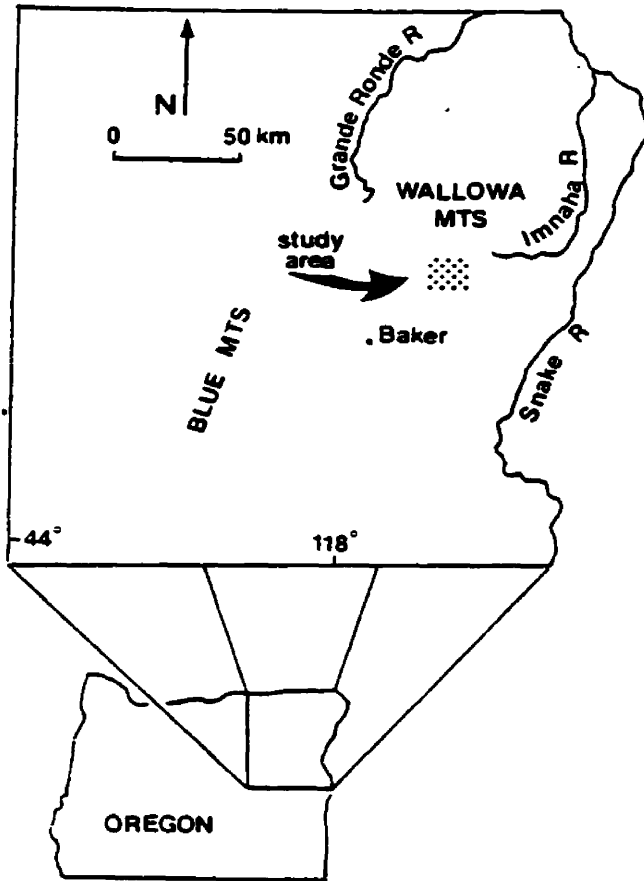 Grande Ronde R
N
0 50 km
WALLOWA
MTS
Imnaha R
study
area
Baker
BLUE MTS
Snake R
44°
118°
OREGON